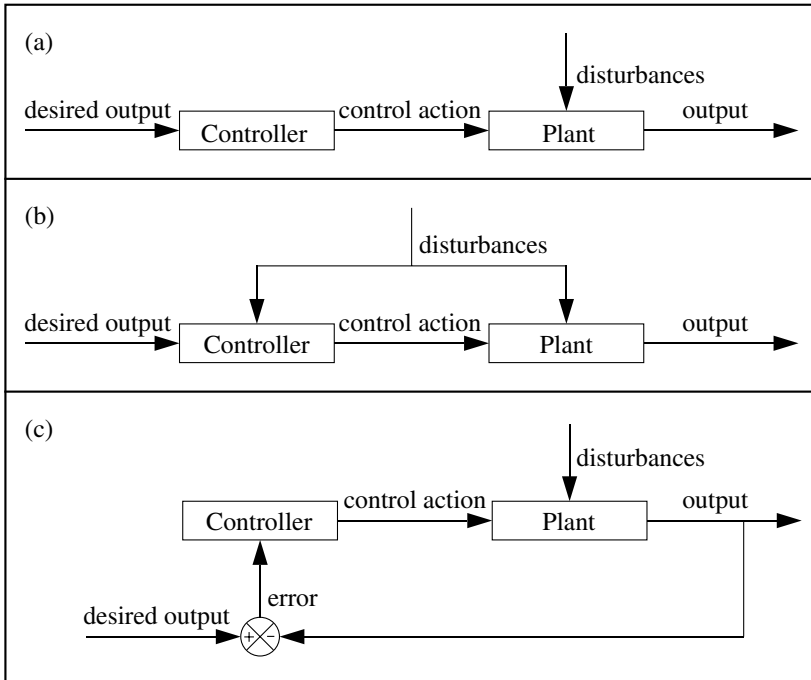 (a)
disturbances
desired output
control action
output
Controller
Plant
(b)
disturbances
desired output
control action
output
Controller
Plant
(c)
disturbances
control action
output
Controller
Plant
error
desired output
+ -